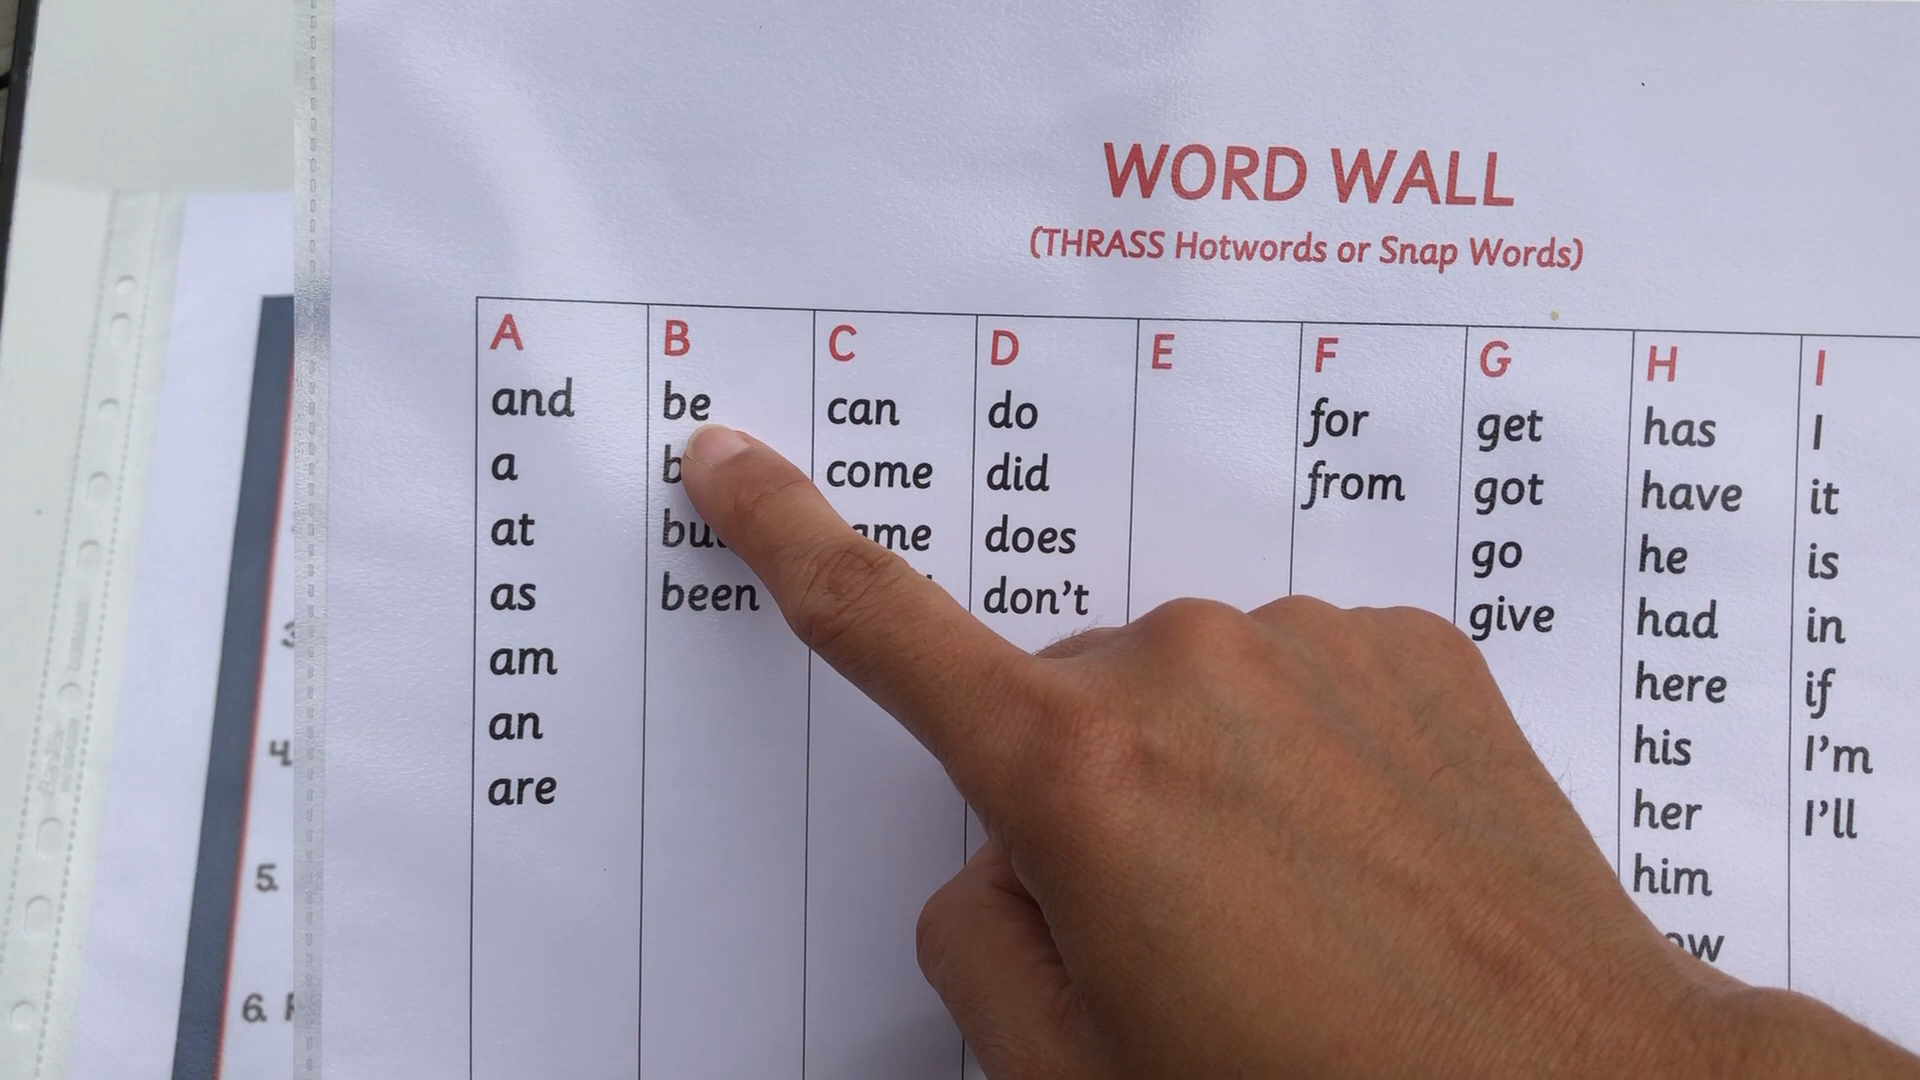 WORD WALL
(THRASS Hotwords or Snap Words)
A B C D E F G H I
and be can do for get has I
a come did from got have it
at does go he is
as been don't give had in
am here if
an his I'm
are her I'll
him
5.
6.